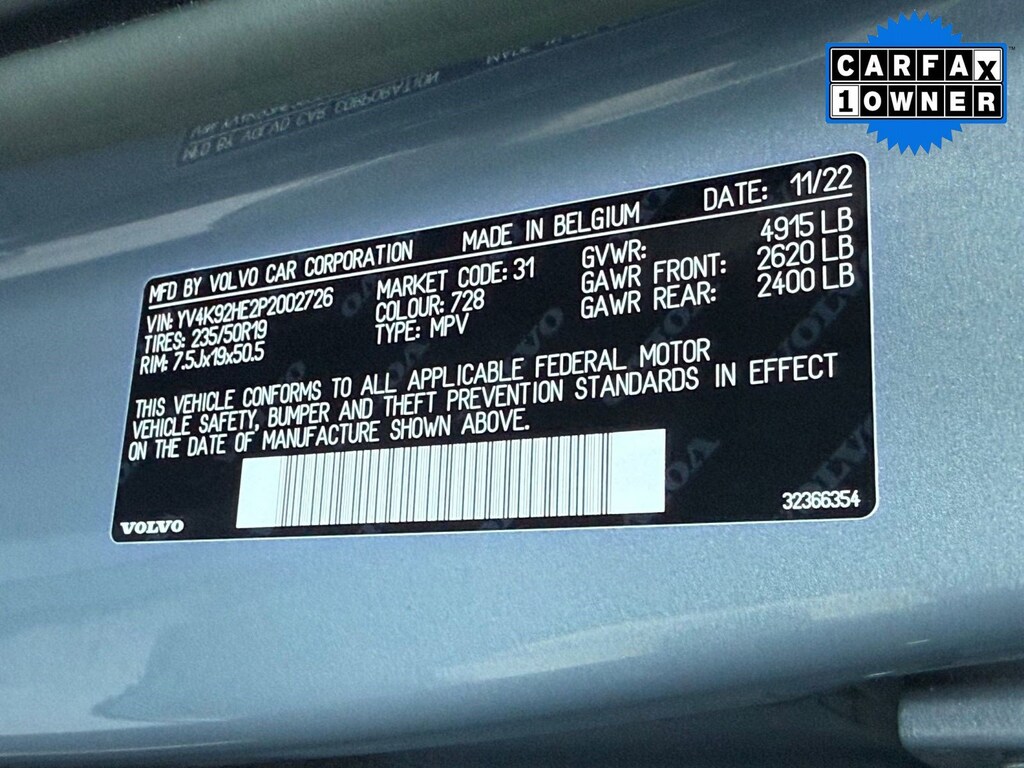 CARFAX
1 OWNER
MFD BY VOLVO CAR CORPORATION MADE IN BELGIUM DATE: 11/22
VIN: YV4K92HE2P2002726 MARKET CODE: 31 GVWR: 4915 LB
TIRES: 235/50R19 COLOUR: 728 GAWR FRONT: 2620 LB
RIM: 7.5Jx19x50.5 TYPE: MPV GAWR REAR: 2400 LB
THIS VEHICLE CONFORMS TO ALL APPLICABLE FEDERAL MOTOR
VEHICLE SAFETY, BUMPER AND THEFT PREVENTION STANDARDS IN EFFECT
ON THE DATE OF MANUFACTURE SHOWN ABOVE.
VOLVO 32366354